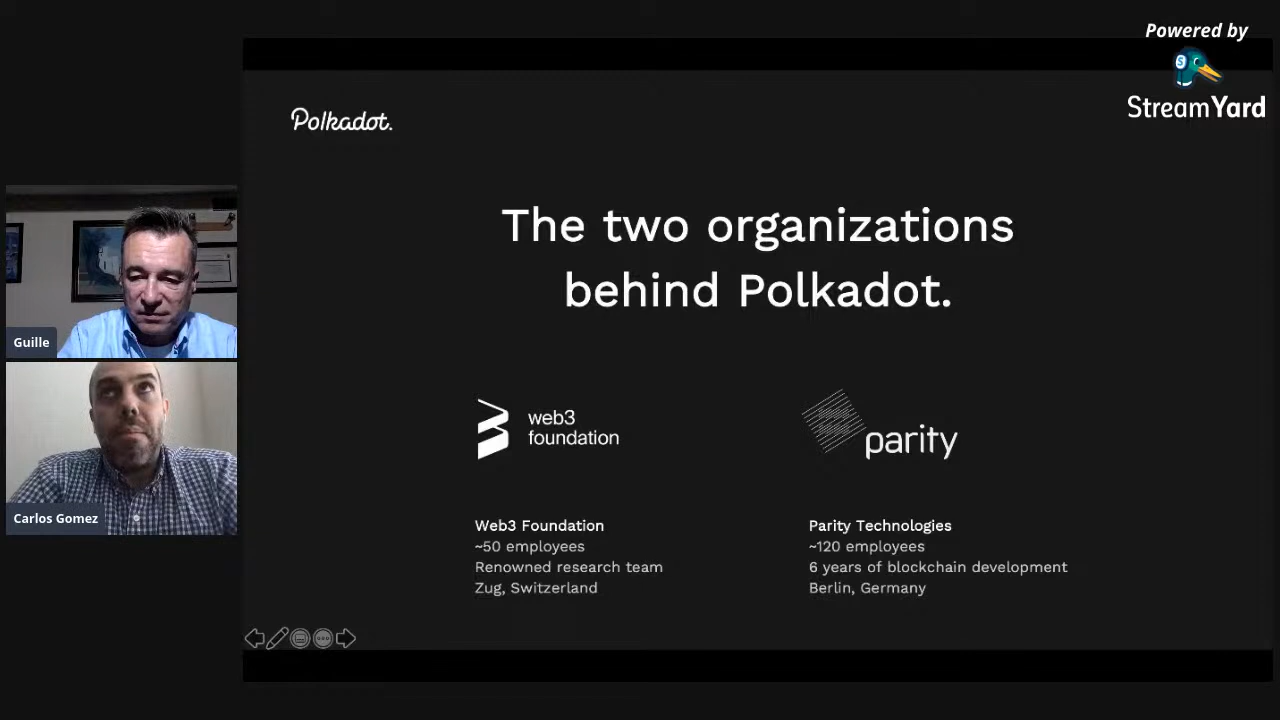 Powered by
StreamYard
Polkadot.
The two organizations
behind Polkadot.
Guille
Carlos Gomez
web3
foundation
parity
Web3 Foundation
~50 employees
Renowned research team
Zug, Switzerland
Parity Technologies
~120 employees
6 years of blockchain development
Berlin, Germany